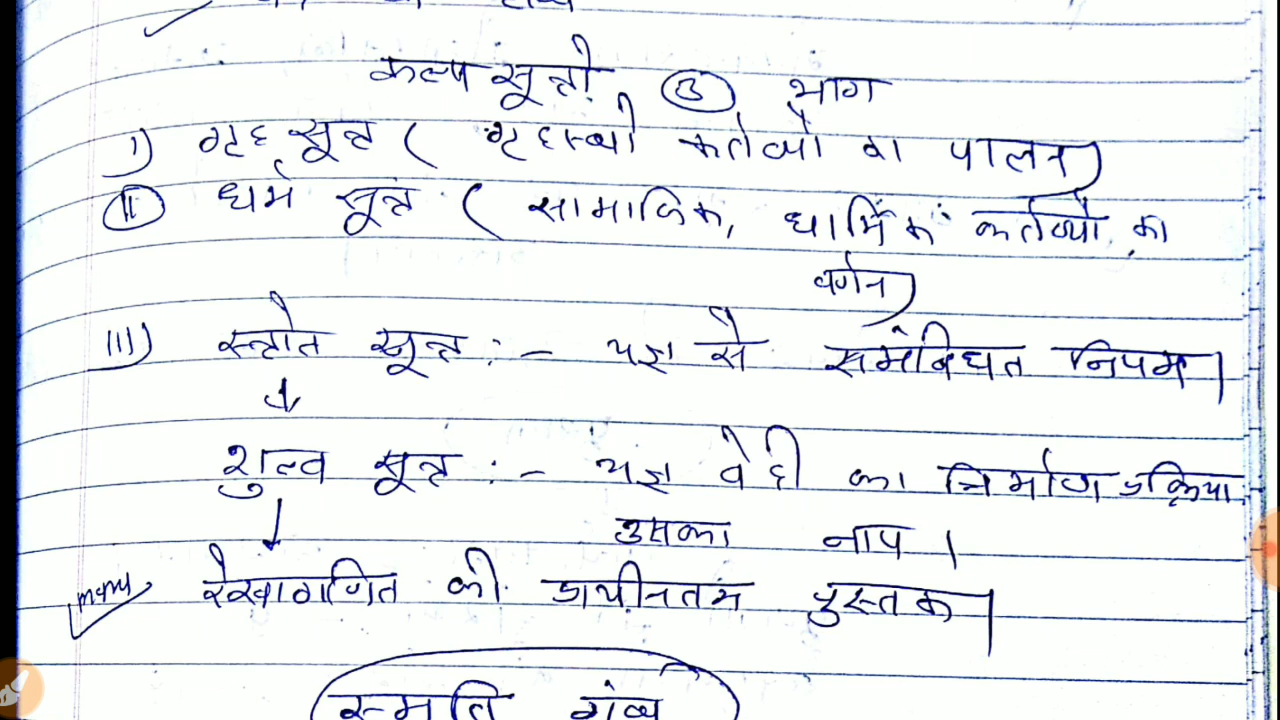 कल्प सूत्रो ③ भाग
I) गृह सूत्र ( गृहस्थी कर्तव्यों का पालन)
II धर्म सूत्र ( सामाजिक, धार्मिक कर्तव्यों का
वर्णन)
III) स्त्रोत सूत्र :- यज्ञ से सम्बंधित नियम।
↓
शुल्व सूत्र :- यज्ञ वेदी का निर्माण प्रक्रिया
↓ उसका नाप।
रेखागणित की प्राचीनतम पुस्तक।
स्मृति ग्रंथ